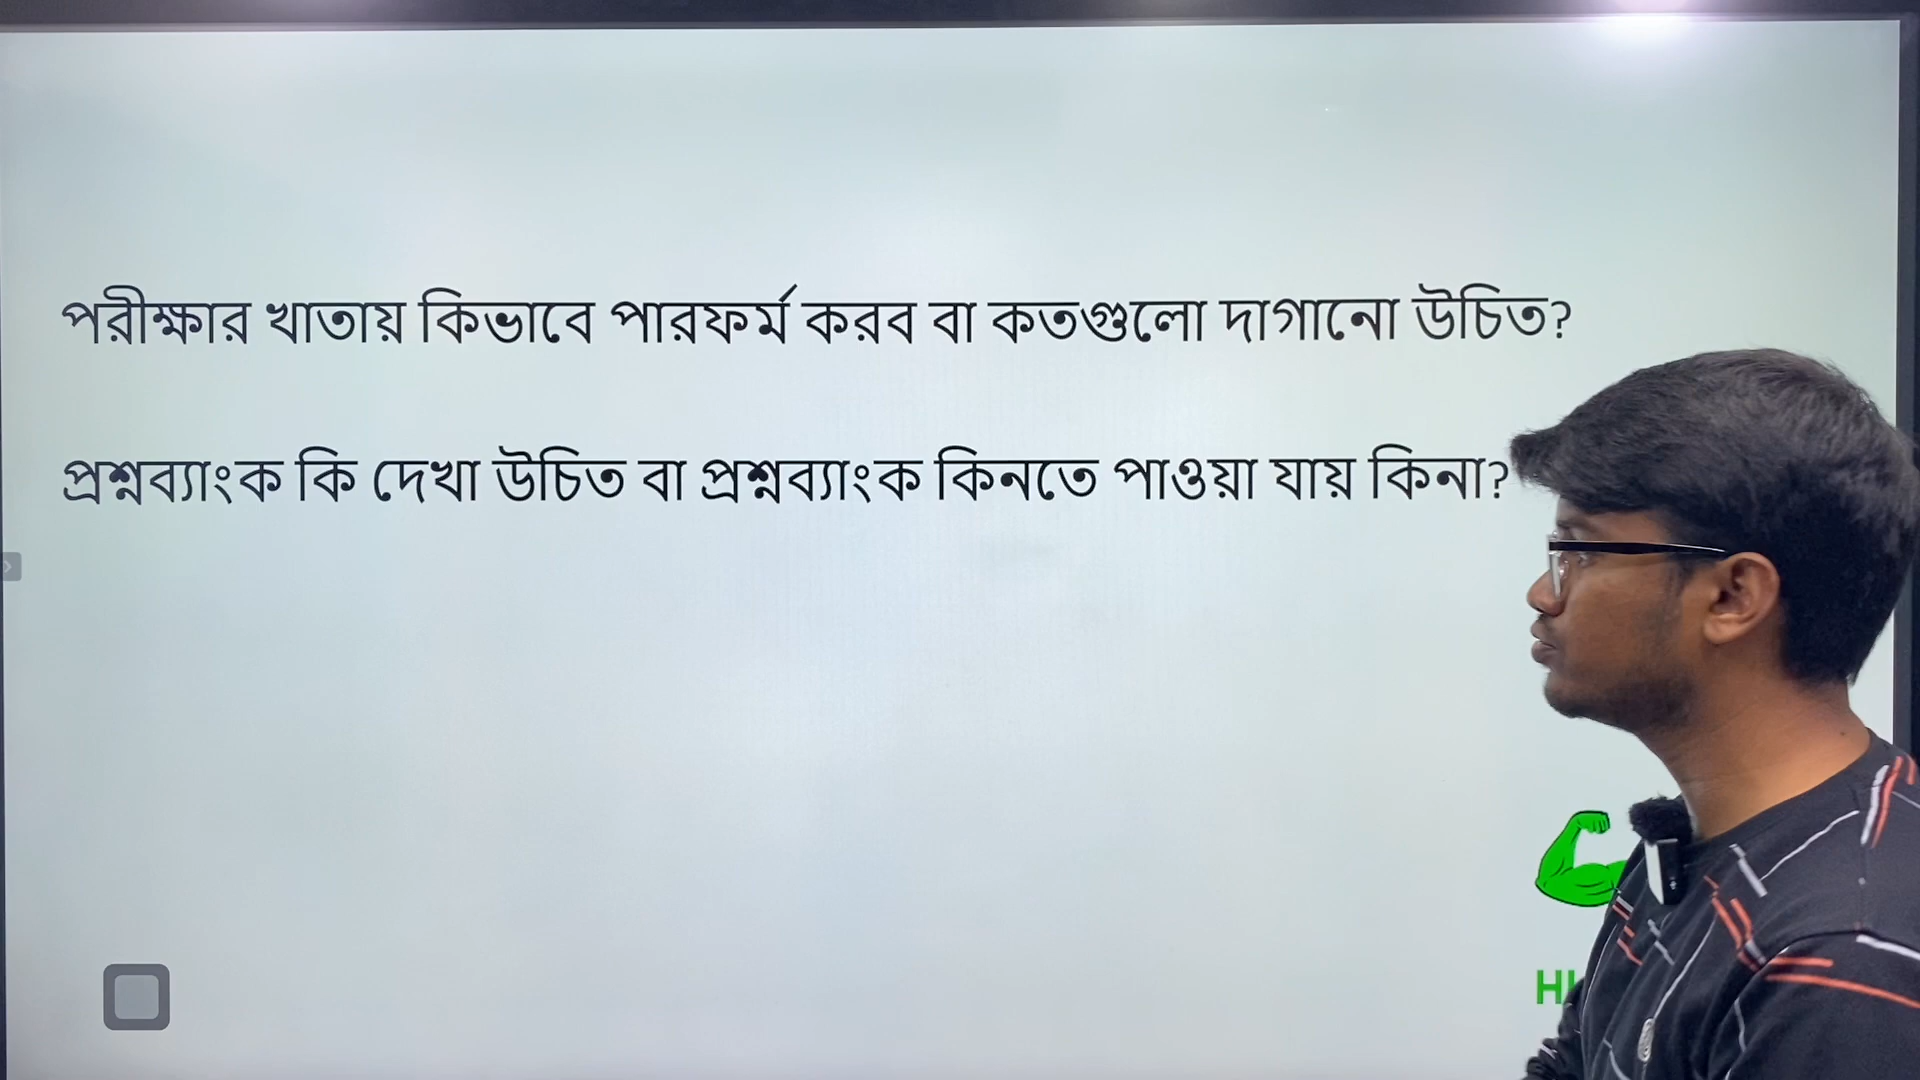 পরীক্ষার খাতায় কিভাবে পারফর্ম করব বা কতগুলো দাগানো উচিত?
প্রশ্নব্যাংক কি দেখা উচিত বা প্রশ্নব্যাংক কিনতে পাওয়া যায় কিনা?